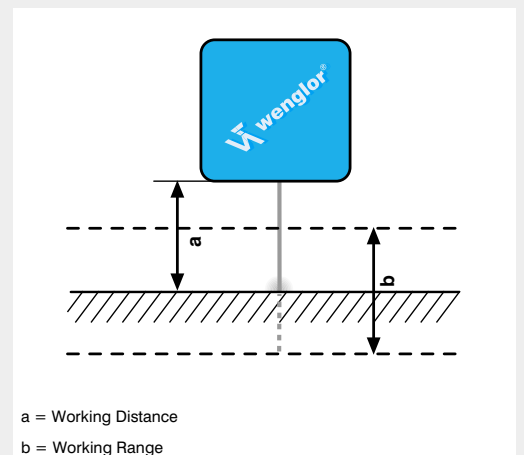 wenglor®
a
b
a = Working Distance
b = Working Range